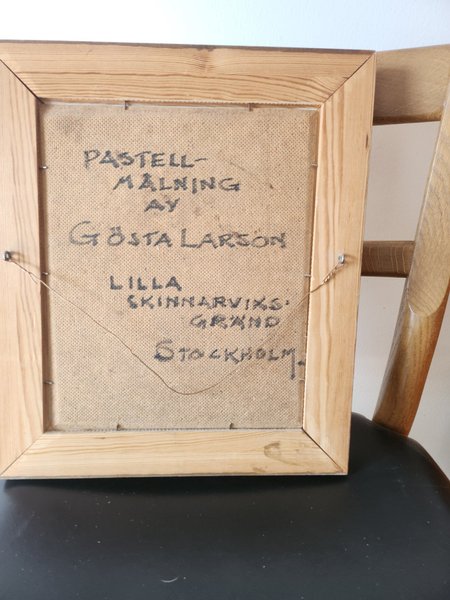 PASTELL-
MÅLNING
AV
GÖSTA LARSON
LILLA
SKINNARVIKS-
GRÄND
STOCKHOLM.